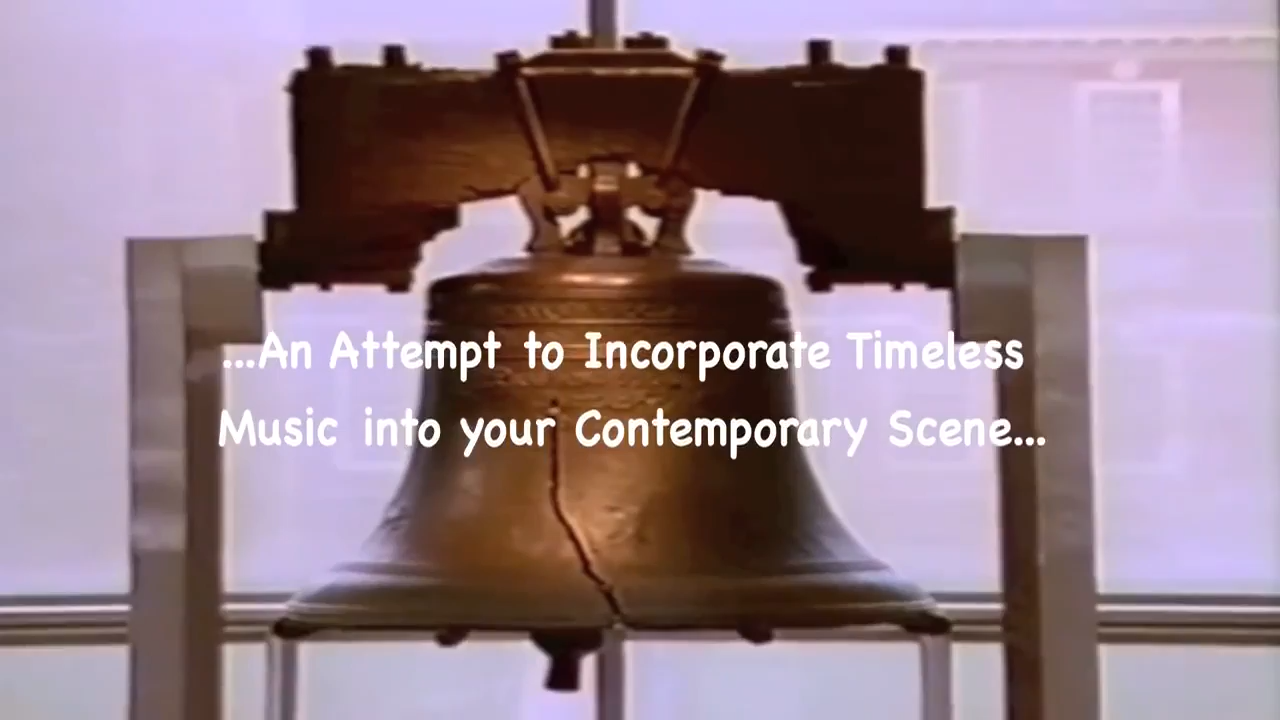 ...An Attempt to Incorporate Timeless
Music into your Contemporary Scene...